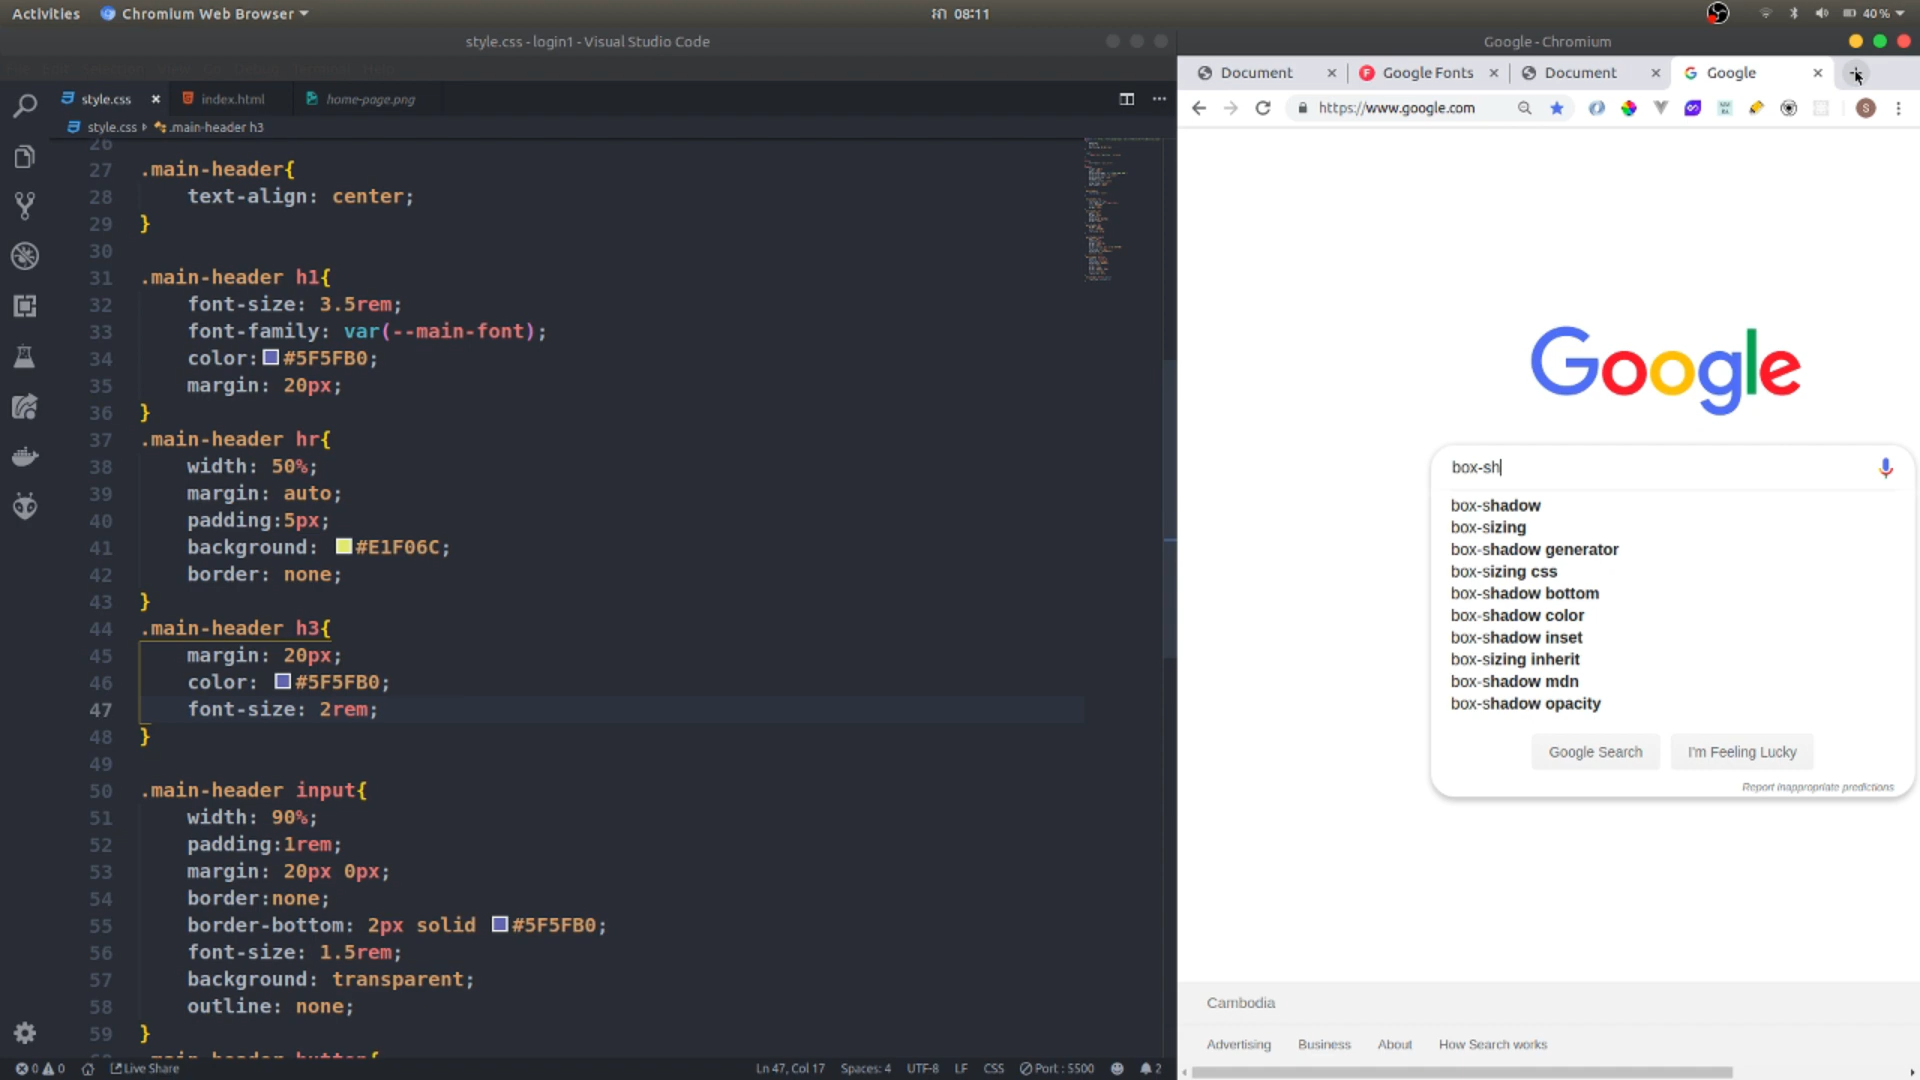 Activities
Chromium Web Browser
08:11
40 %
style.css - login1 - Visual Studio Code
Google - Chromium
style.css
index.html
home-page.png
Document
Google Fonts
Document
Google
style.css
.main-header h3
https://www.google.com
26
27 .main-header{
28 text-align: center;
29 }
30
31 .main-header h1{
32 font-size: 3.5rem;
33 font-family: var(--main-font);
34 color:#5F5FB0;
35 margin: 20px;
36 }
37 .main-header hr{
38 width: 50%;
39 margin: auto;
40 padding:5px;
41 background: #E1F06C;
42 border: none;
43 }
44 .main-header h3{
45 margin: 20px;
46 color: #5F5FB0;
47 font-size: 2rem;
48 }
49
50 .main-header input{
51 width: 90%;
52 padding:1rem;
53 margin: 20px 0px;
54 border:none;
55 border-bottom: 2px solid #5F5FB0;
56 font-size: 1.5rem;
57 background: transparent;
58 outline: none;
59 }
.main-header button{
Google
box-sh
box-shadow
box-sizing
box-shadow generator
box-sizing css
box-shadow bottom
box-shadow color
box-shadow inset
box-sizing inherit
box-shadow mdn
box-shadow opacity
Google Search
I'm Feeling Lucky
Report inappropriate predictions
Cambodia
Advertising
Business
About
How Search works
0
0
Live Share
Ln 47, Col 17
Spaces: 4
UTF-8
LF
CSS
Port : 5500
2